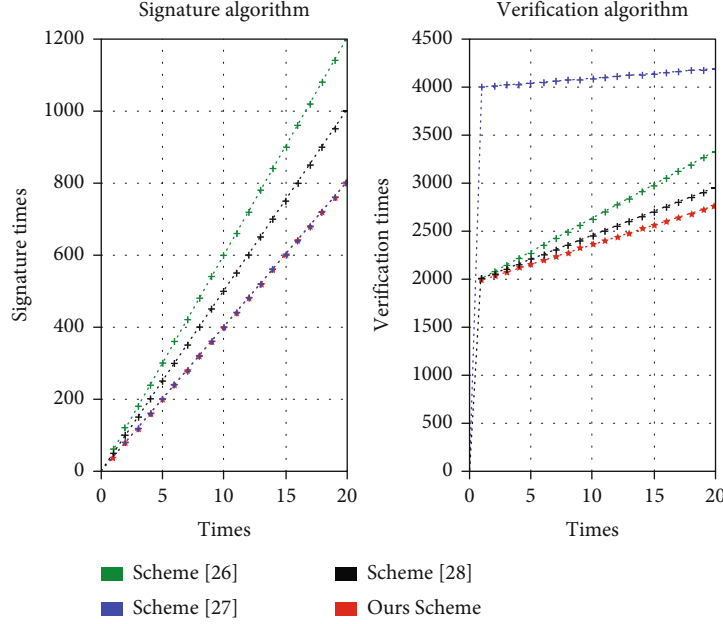 Signature algorithm
Verification algorithm
Signature times
1200
1000
800
600
400
200
0
0 5 10 15 20
Times
Verification times
4500
4000
3500
3000
2500
2000
1500
1000
500
0
0 5 10 15 20
Times
Scheme [26]
Scheme [28]
Scheme [27]
Ours Scheme